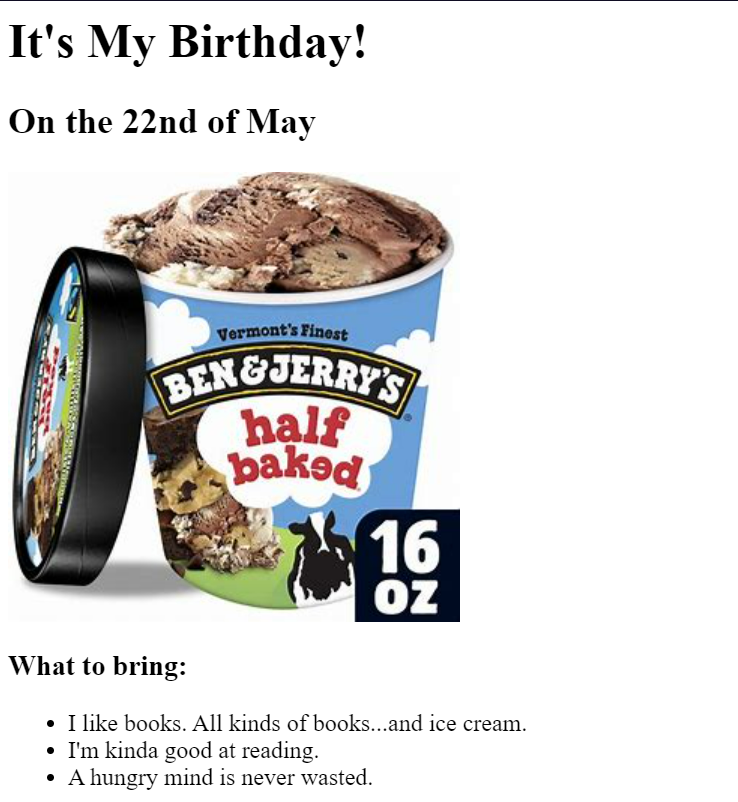 It's My Birthday!
On the 22nd of May
Vermont's Finest
BEN & JERRY'S
half
baked
16
OZ
What to bring:
I like books. All kinds of books...and ice cream.
I'm kinda good at reading.
A hungry mind is never wasted.